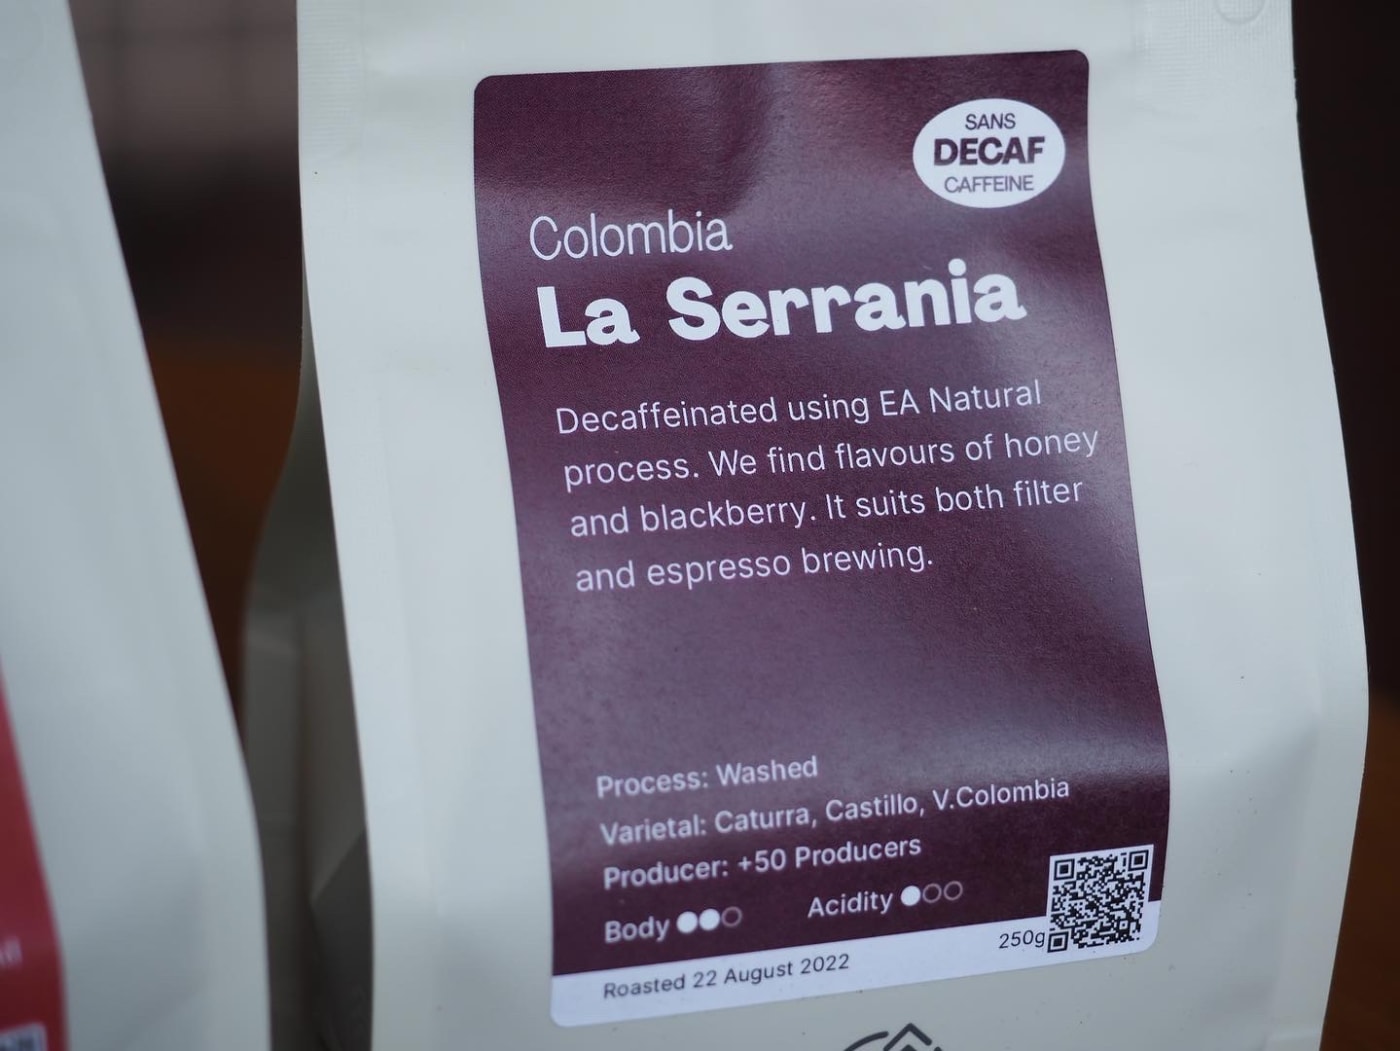 SANS
DECAF
CAFFEINE
Colombia
La Serrania
Decaffeinated using EA Natural
process. We find flavours of honey
and blackberry. It suits both filter
and espresso brewing.
Process: Washed
Varietal: Caturra, Castillo, V.Colombia
Producer: +50 Producers
Body
Acidity
250g
Roasted 22 August 2022